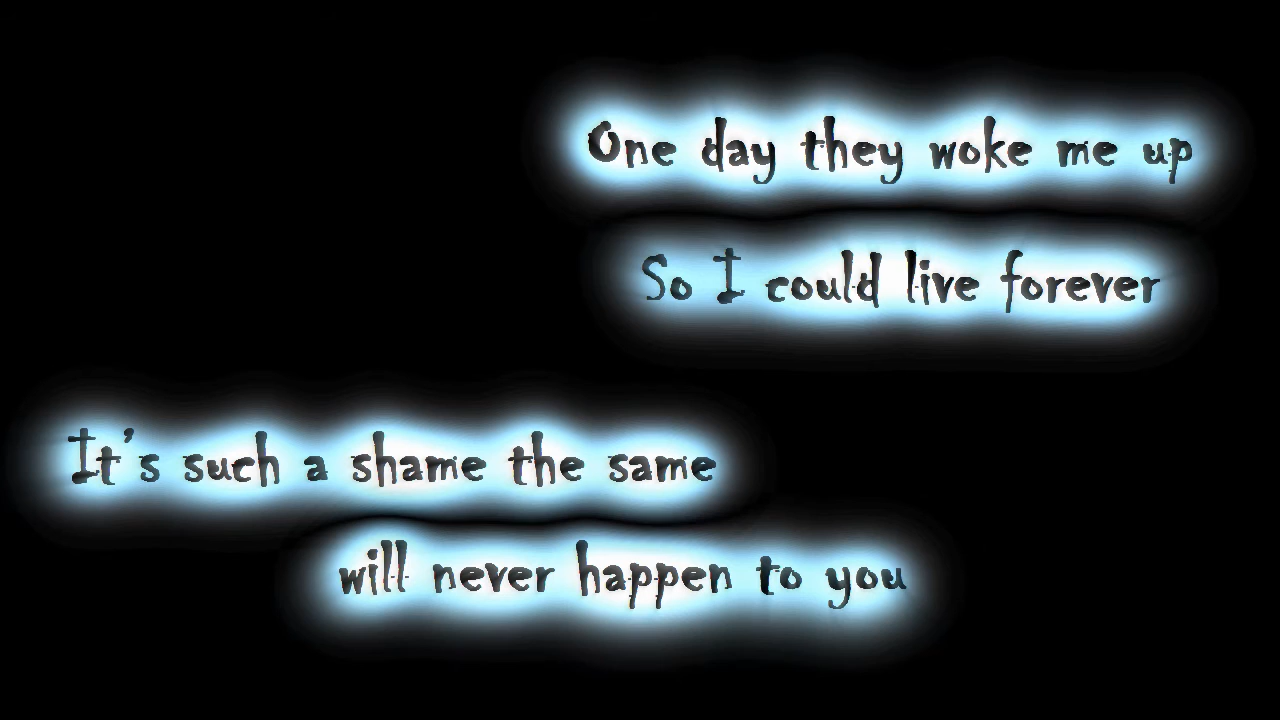 One day they woke me up
So I could live forever
It's such a shame the same
will never happen to you